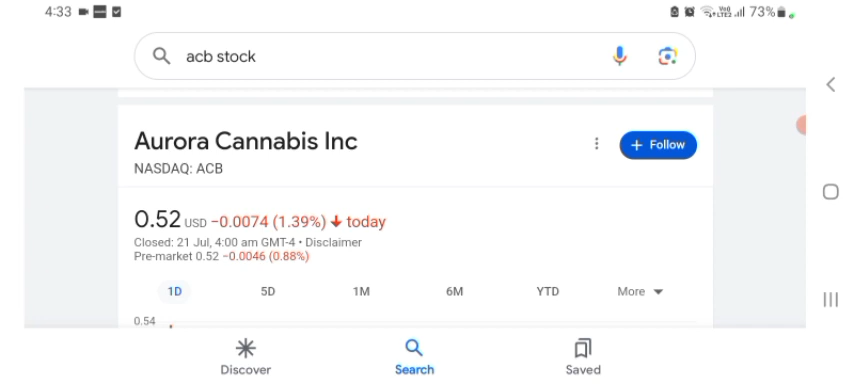 4:33 73%
acb stock
Aurora Cannabis Inc
+ Follow
NASDAQ: ACB
0.52 USD −0.0074 (1.39%) ↓ today
Closed: 21 Jul, 4:00 am GMT-4 • Disclaimer
Pre-market 0.52 −0.0046 (0.88%)
1D 5D 1M 6M YTD More
0.54
Discover Search Saved